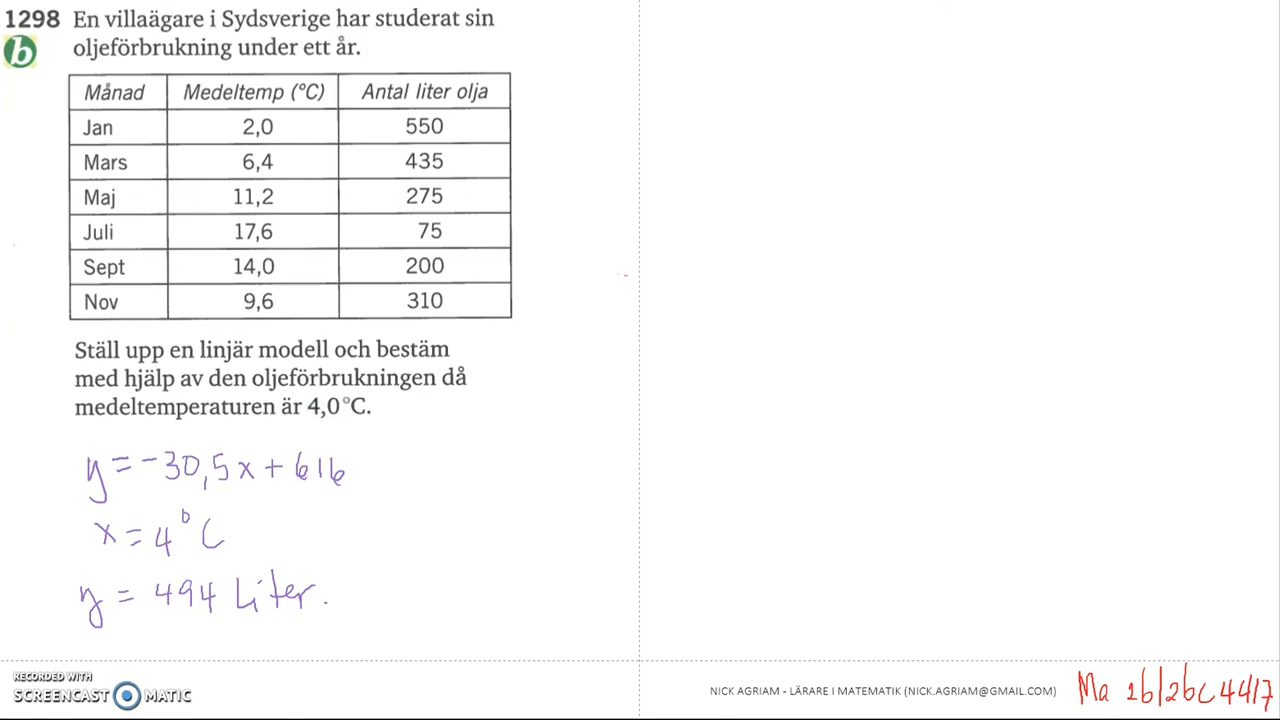 1298 En villaägare i Sydsverige har studerat sin
b oljeförbrukning under ett år.
Månad Medeltemp (°C) Antal liter olja
Jan 2,0 550
Mars 6,4 435
Maj 11,2 275
Juli 17,6 75
Sept 14,0 200
Nov 9,6 310
Ställ upp en linjär modell och bestäm
med hjälp av den oljeförbrukningen då
medeltemperaturen är 4,0 °C.
y = -30,5x + 616
x = 4° C
y = 494 Liter.
RECORDED WITH
SCREENCAST MATIC
NICK AGRIAM - LÄRARE I MATEMATIK (NICK.AGRIAM@GMAIL.COM)
Ma 2b/2bc 4417